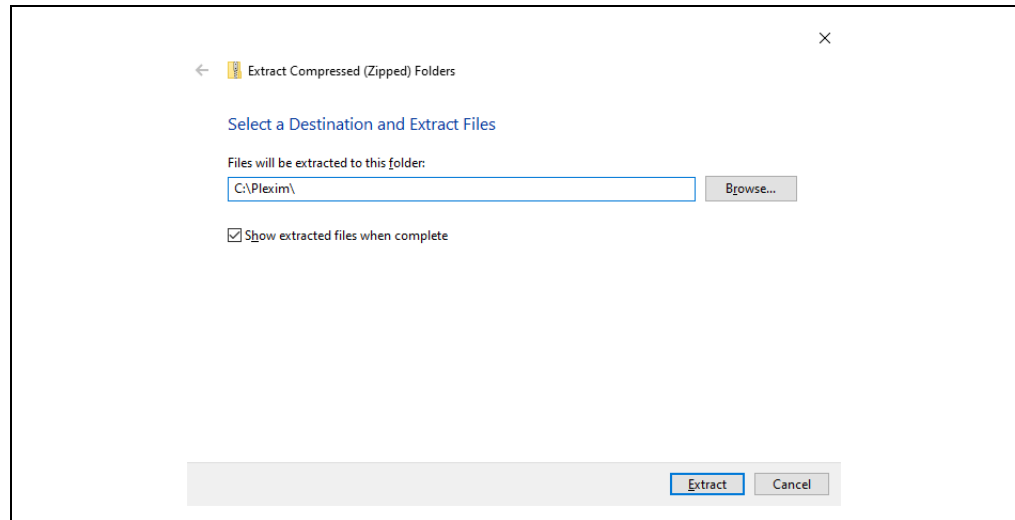 Extract Compressed (Zipped) Folders
Select a Destination and Extract Files
Files will be extracted to this folder:
C:\Plexim\
Browse...
Show extracted files when complete
Extract
Cancel